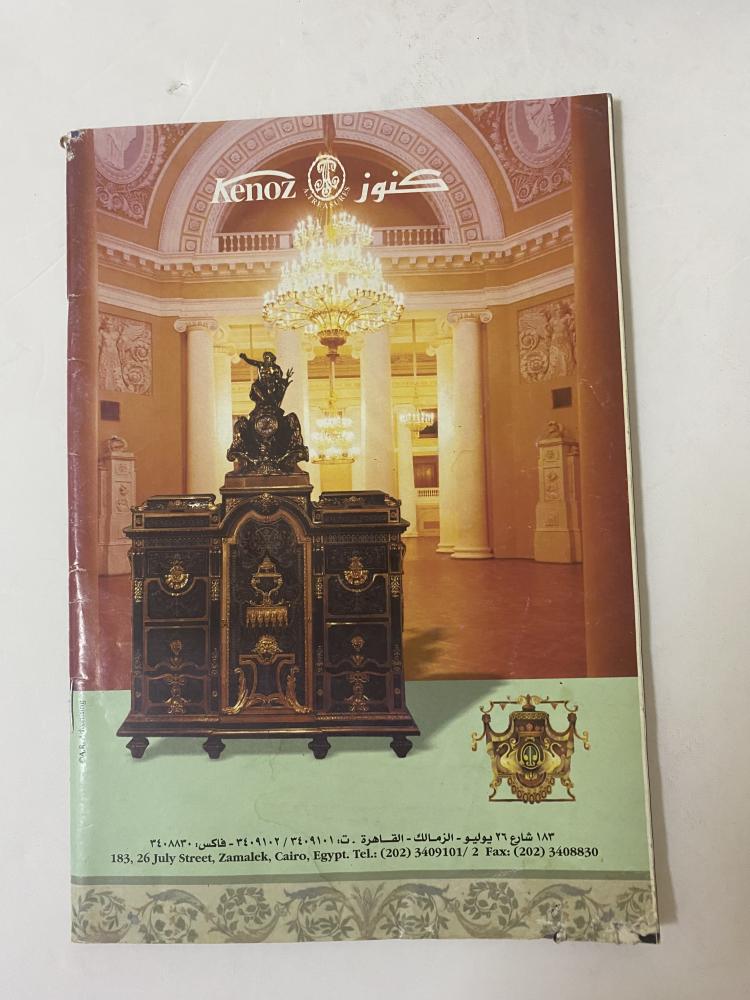 Kenoz كنوز
A.TREASURES
©A.R. Advertising
١٨٣ شارع ٢٦ يوليو - الزمالك - القاهرة . ت: ٣٤٠٩١٠١ / ٣٤٠٩١٠٢ - فاكس: ٣٤٠٨٨٣٠
183, 26 July Street, Zamalek, Cairo, Egypt. Tel.: (202) 3409101/ 2 Fax: (202) 3408830